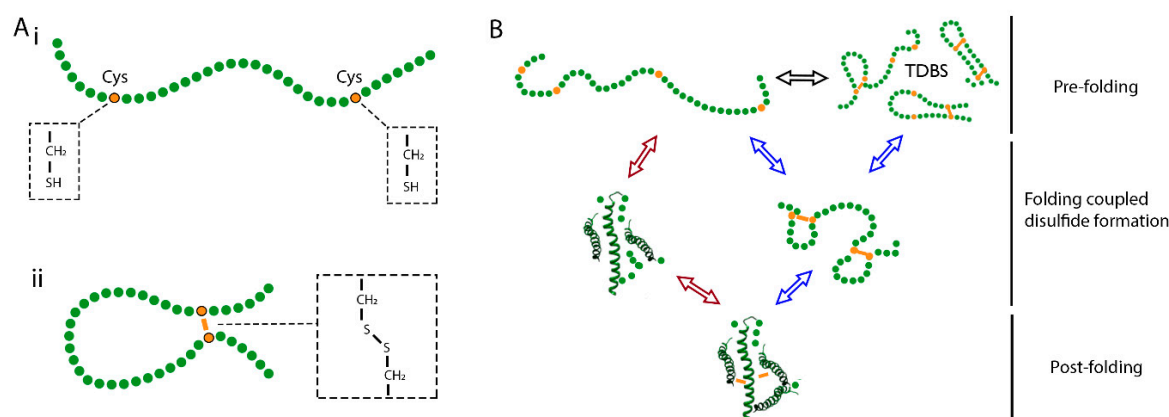 A
i
Cys
Cys
CH₂
SH
CH₂
SH
ii
CH₂
S
S
CH₂
B
TDBS
Pre-folding
Folding coupled
disulfide formation
Post-folding